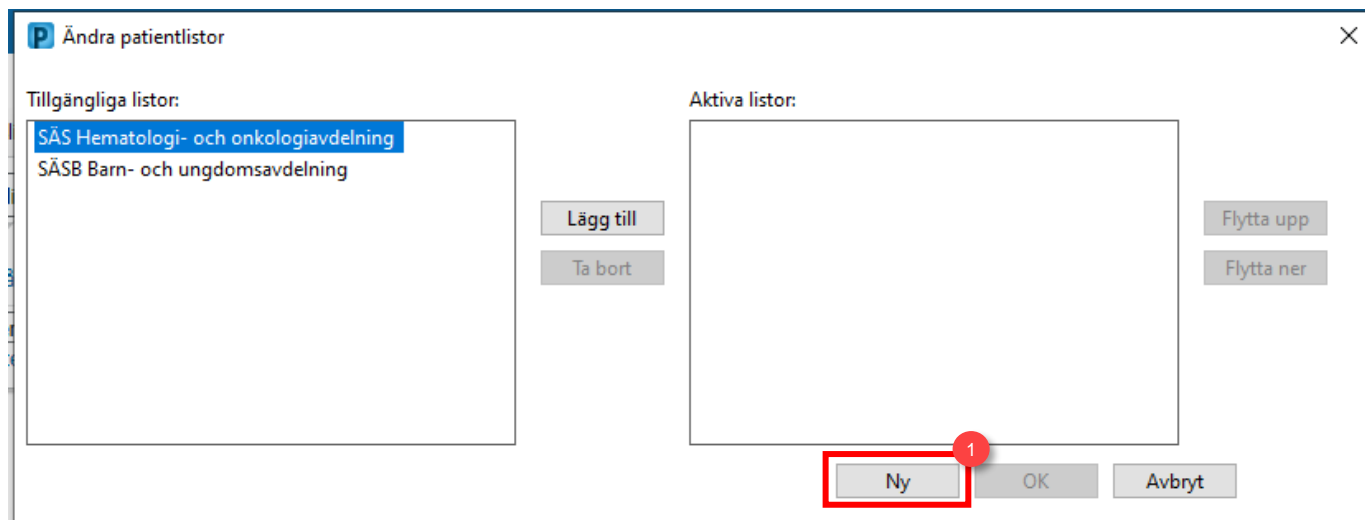 P Ändra patientlistor
Tillgängliga listor:
Aktiva listor:
SÄS Hematologi- och onkologiavdelning
SÄSB Barn- och ungdomsavdelning
Lägg till
Ta bort
Flytta upp
Flytta ner
1
Ny
OK
Avbryt